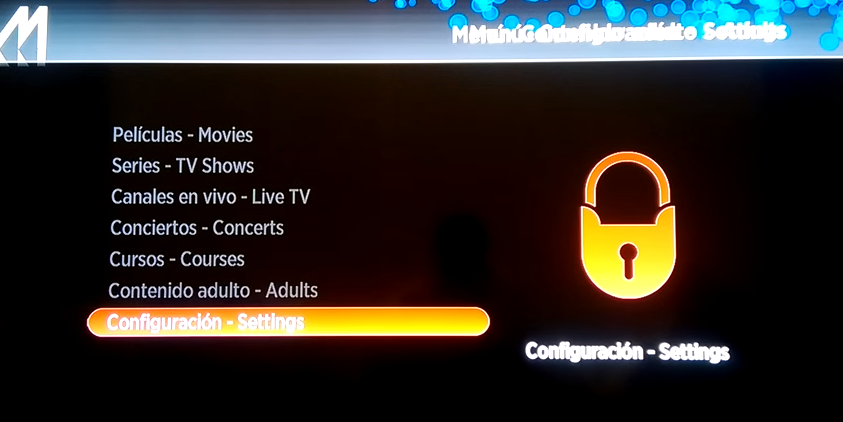 Películas - Movies
Series - TV Shows
Canales en vivo - Live TV
Conciertos - Concerts
Cursos - Courses
Contenido adulto - Adults
Configuración - Settings
Configuración - Settings